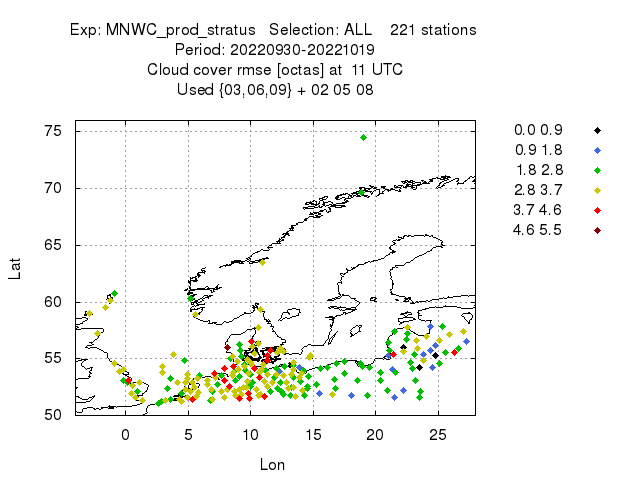 Exp: MNWC_prod_stratus   Selection: ALL    221 stations
Period: 20220930-20221019
Cloud cover rmse [octas] at  11 UTC
Used {03,06,09} + 02 05 08
0.0 0.9
0.9 1.8
1.8 2.8
2.8 3.7
3.7 4.6
4.6 5.5
75
70
65
60
55
50
Lat
0 5 10 15 20 25
Lon